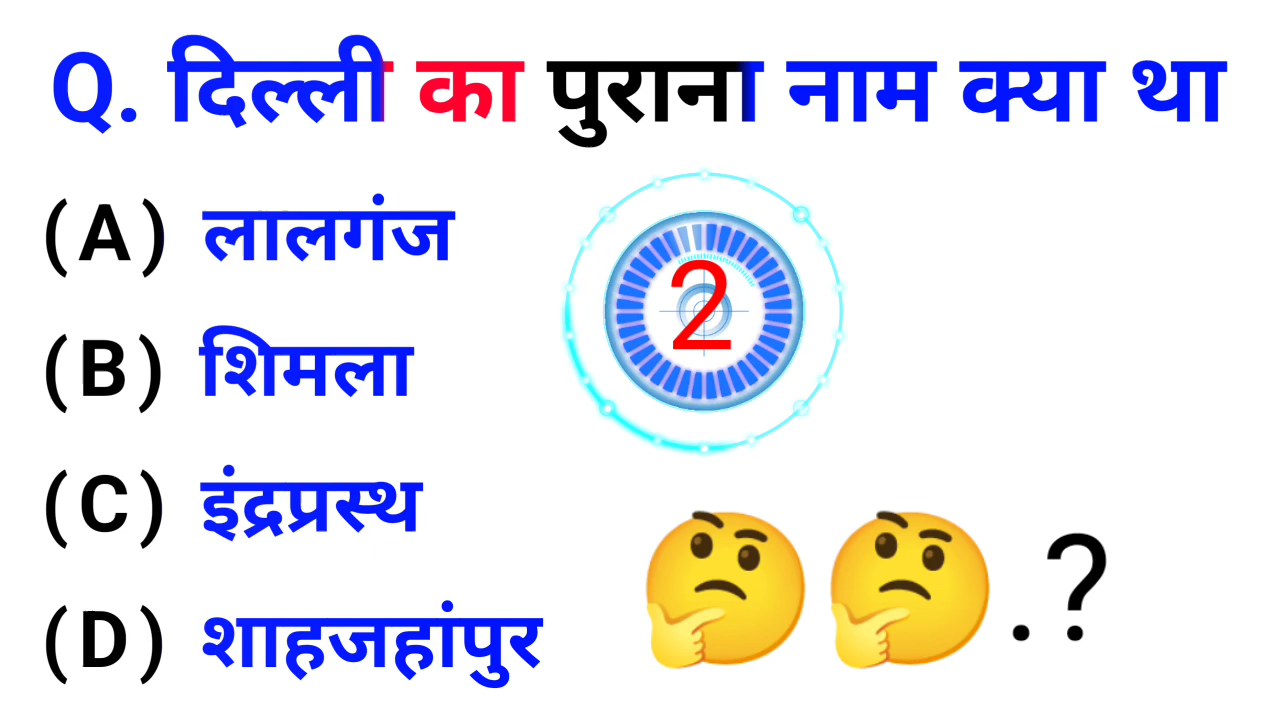 Q. दिल्ली का पुराना नाम क्या था
(A) लालगंज
2
(B) शिमला
(C) इंद्रप्रस्थ
(D) शाहजहांपुर
.?